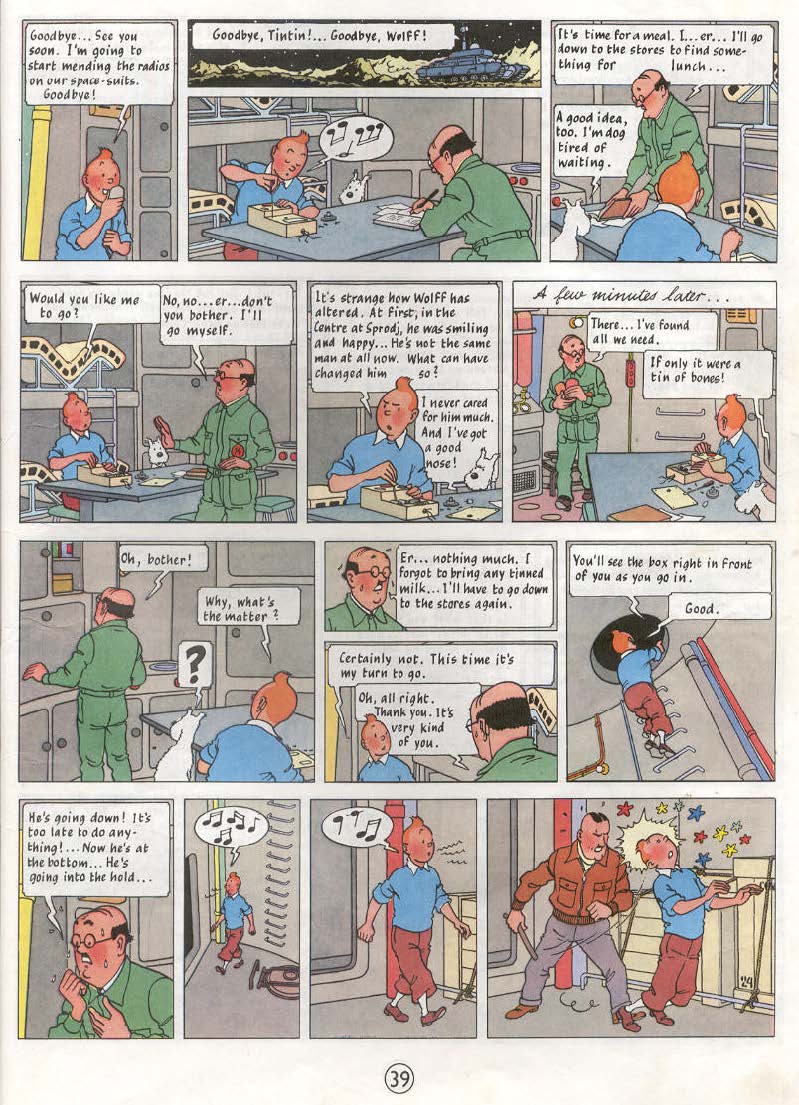 Goodbye... See you
soon. I'm going to
start mending the radios
on our space-suits.
Goodbye!
Goodbye, Tintin!... Goodbye, Wolff!
It's time for a meal. I...er... I'll go
down to the stores to find some-
thing for lunch...
A good idea,
too. I'm dog
tired of
waiting.
Would you like me
to go?
No, no...er...don't
you bother. I'll
go myself.
It's strange how Wolff has
altered. At first, in the
Centre at Sprodj, he was smiling
and happy... He's not the same
man at all now. What can have
changed him so?
I never cared
for him much.
And I've got
a good
nose!
A few minutes later...
There... I've found
all we need.
If only it were a
tin of bones!
Oh, bother!
Why, what's
the matter?
?
Er... nothing much. I
forgot to bring any tinned
milk... I'll have to go down
to the stores again.
Certainly not. This time it's
my turn to go.
Oh, all right.
Thank you. It's
very kind
of you.
You'll see the box right in front
of you as you go in.
Good.
He's going down! It's
too late to do any-
thing!... Now he's at
the bottom... He's
going into the hold...
24
39